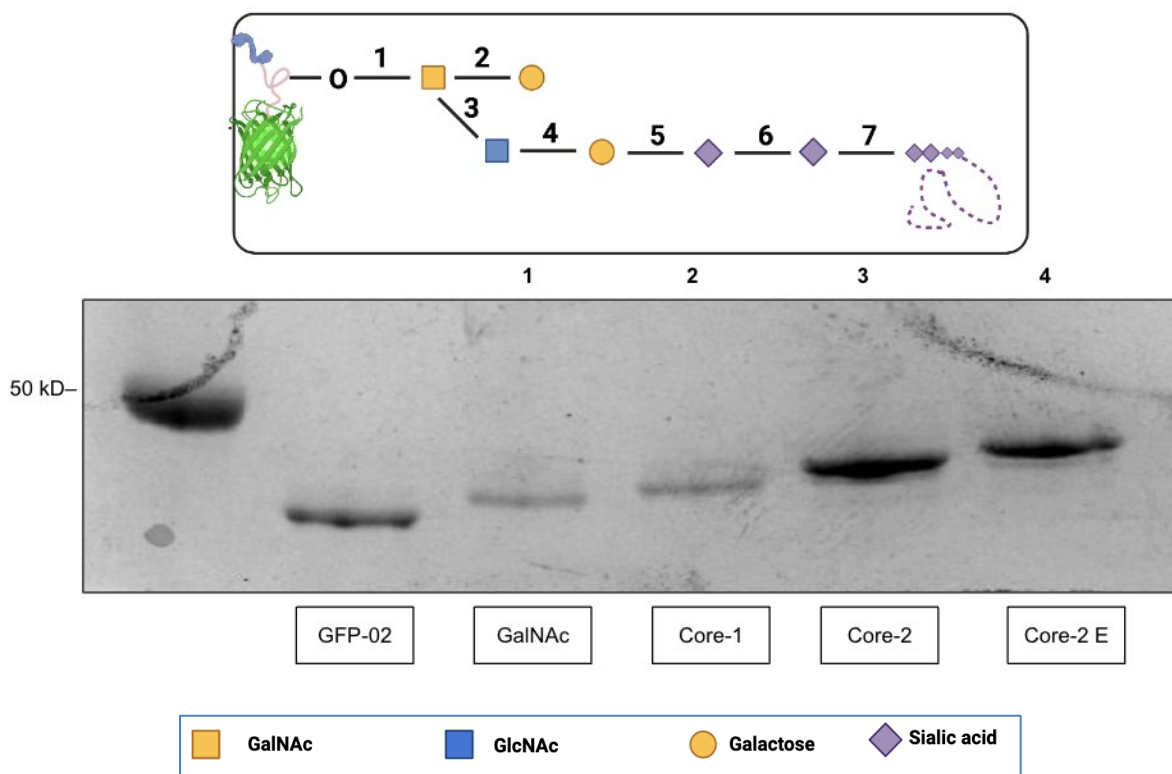 1 2
O
3
4 5 6 7
1 2 3 4
50 kD–
GFP-02 GalNAc Core-1 Core-2 Core-2 E
GalNAc GlcNAc Galactose Sialic acid